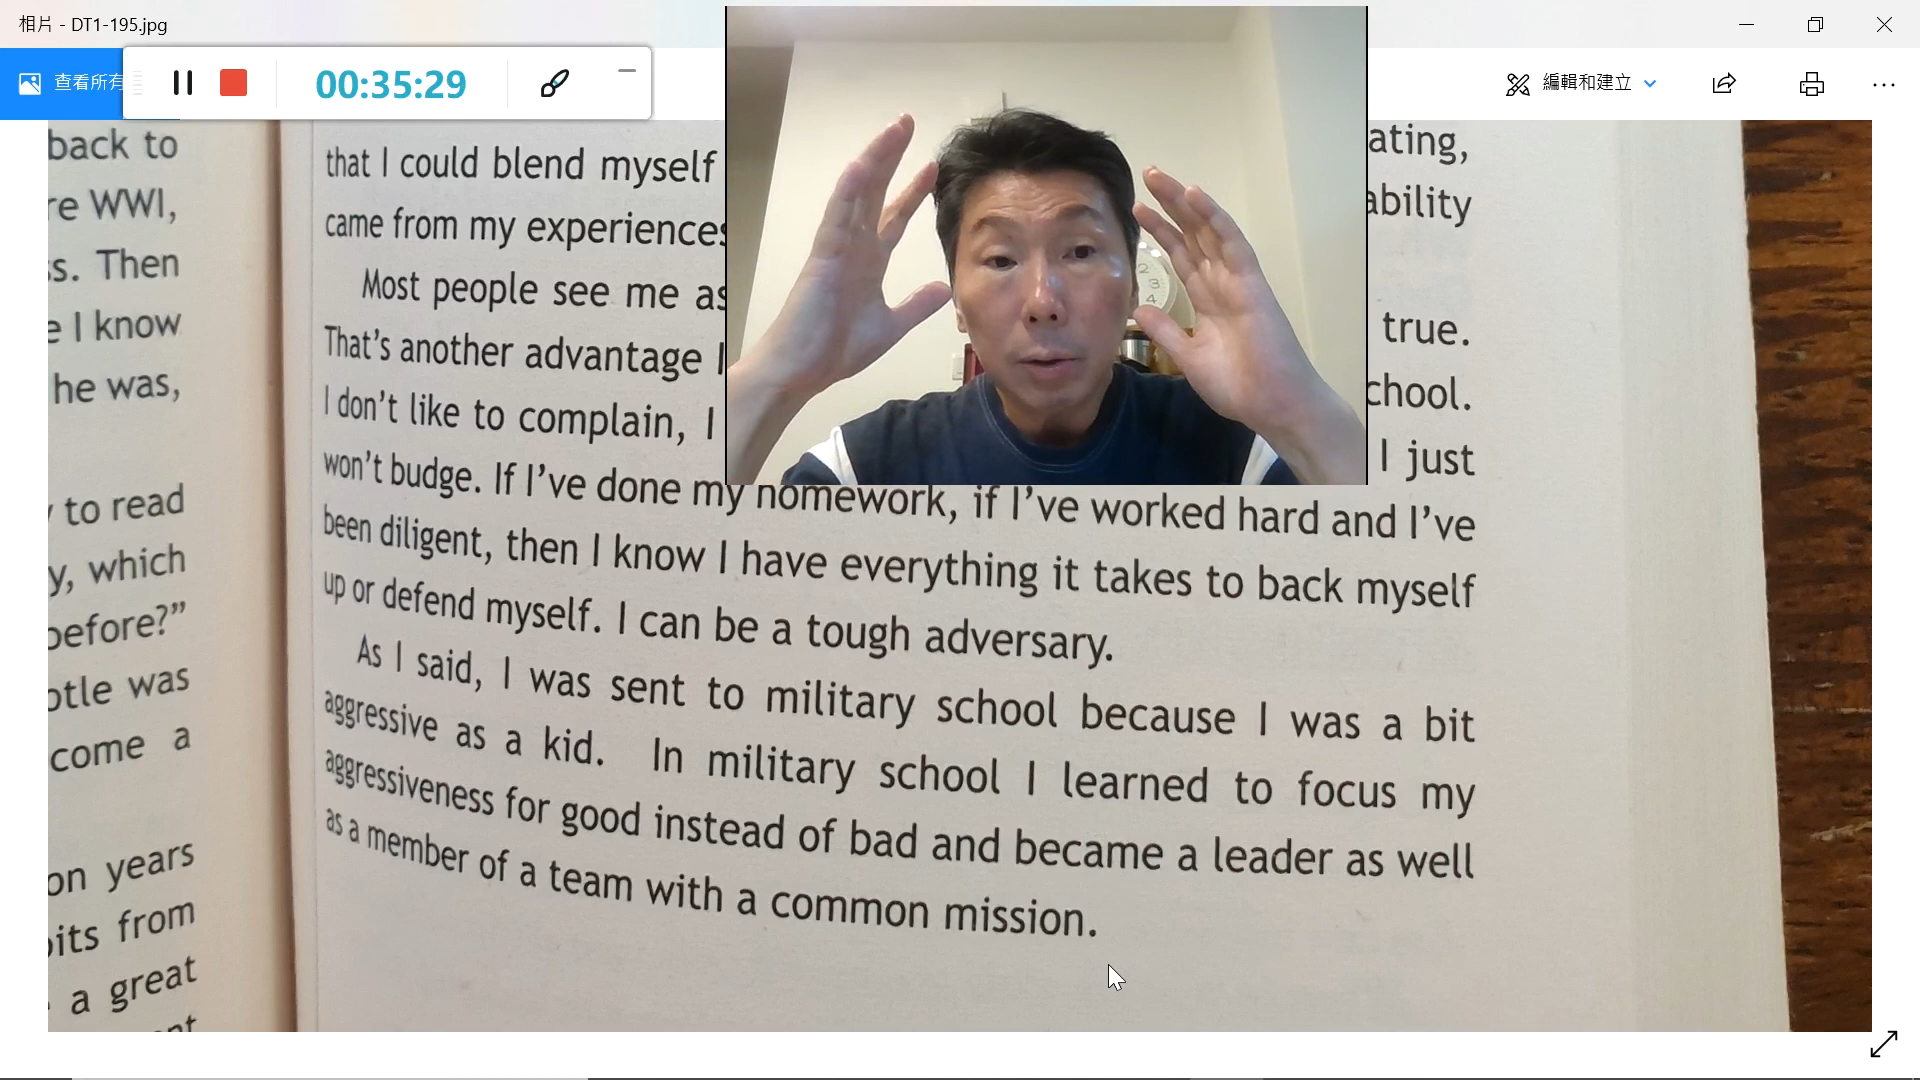 相片 - DT1-195.jpg
查看所有
00:35:29
編輯和建立
back to
WWI,
Then
I know
he was,
to read
which
before?"
was
come a
on years
from
a great
that I could blend myself
came from my experiences
Most people see me as
true.
That's another advantage
I don't like to complain, I
I just
won't budge. If I've done my homework, if I've worked hard and I've
been diligent, then I know I have everything it takes to back myself
up or defend myself. I can be a tough adversary.
As I said, I was sent to military school because I was a bit
aggressive as a kid. In military school I learned to focus my
aggressiveness for good instead of bad and became a leader as well
as a member of a team with a common mission.
2
3
4